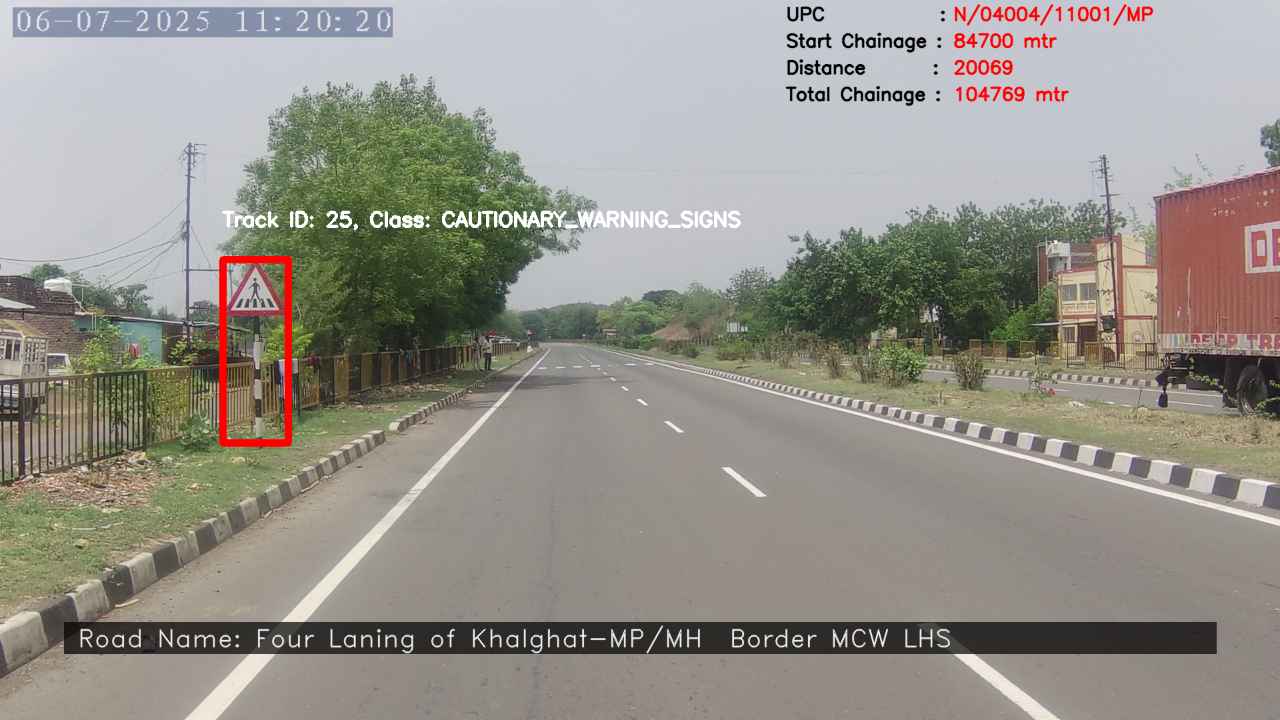 06-07-2025 11:20:20
UPC : N/04004/11001/MP
Start Chainage : 84700 mtr
Distance : 20069
Total Chainage : 104769 mtr
Track ID: 25, Class: CAUTIONARY_WARNING_SIGNS
Road Name: Four Laning of Khalghat-MP/MH Border MCW LHS